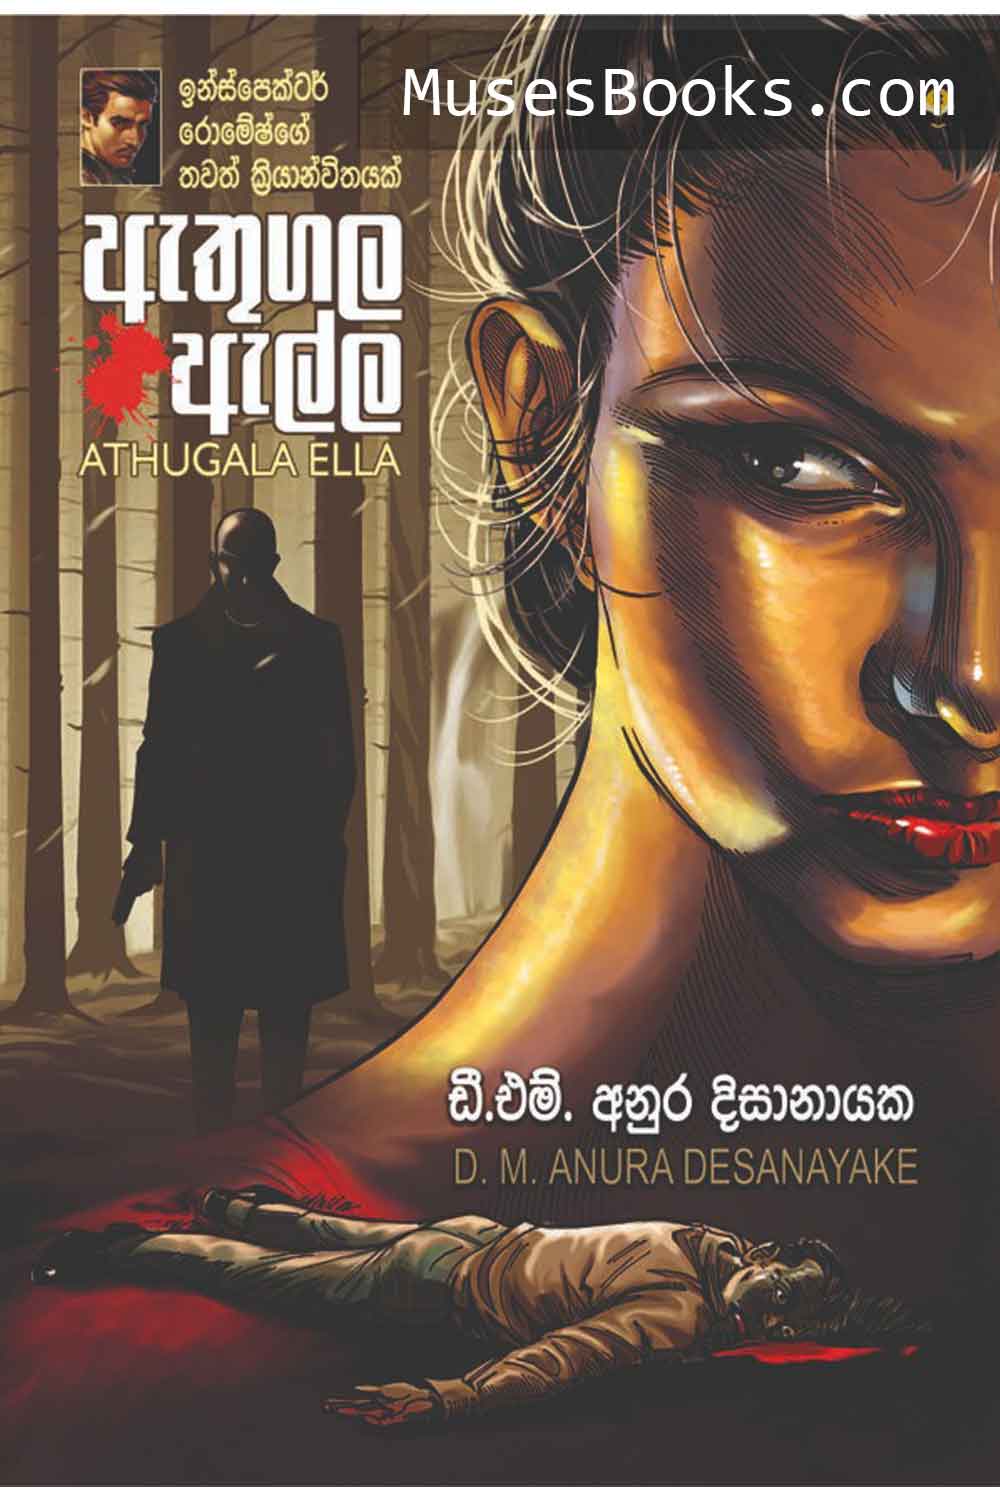 MusesBooks.com
ඉන්ස්පෙක්ටර්
රොමේෂ්ගේ
තවත් ක්‍රියාන්විතයක්
ඇතුගල
ඇල්ල
ATHUGALA ELLA
ඩී.එම්. අනුර දිසානායක
D. M. ANURA DESANAYAKE